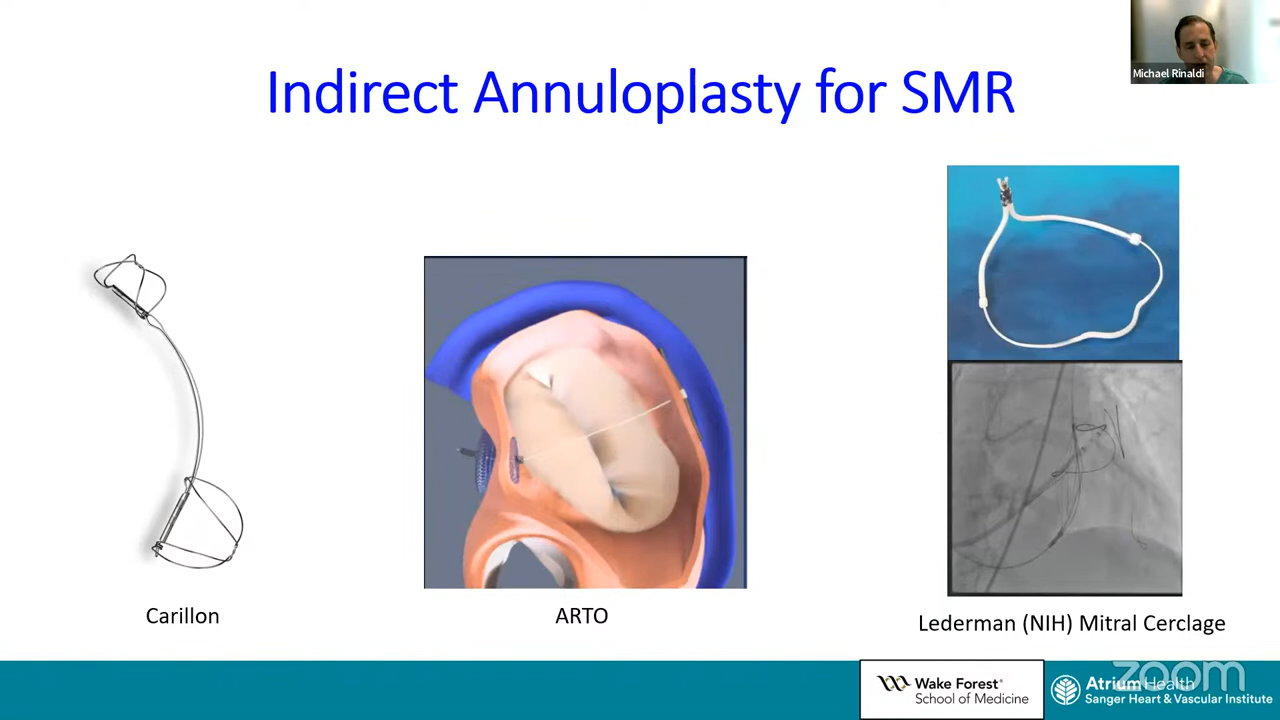 Michael Rinaldi
Indirect Annuloplasty for SMR
Carillon
ARTO
Lederman (NIH) Mitral Cerclage
Wake Forest®
School of Medicine
Atrium Health
Sanger Heart & Vascular Institute
zoom